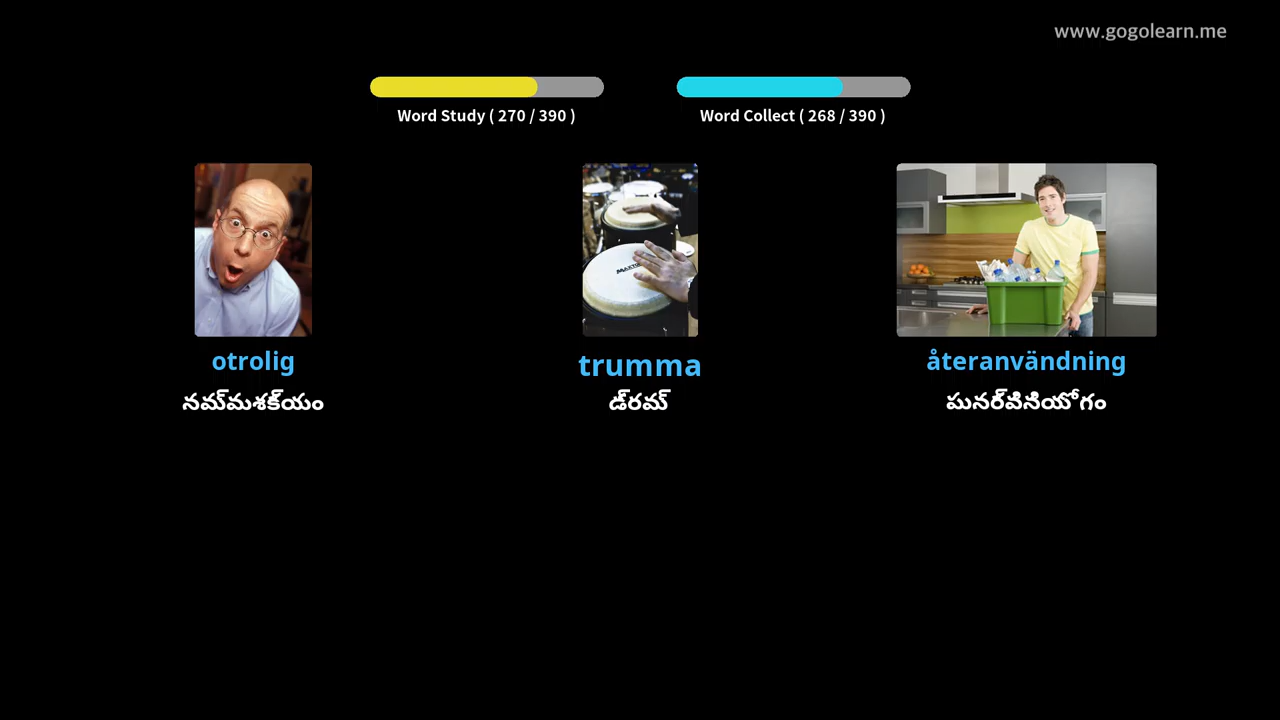 www.gogolearn.me
Word Study ( 270 / 390 )
Word Collect ( 268 / 390 )
otrolig
trumma
återanvändning
నమ్మశక్యం
డ్రమ్
పునర్వినియోగం